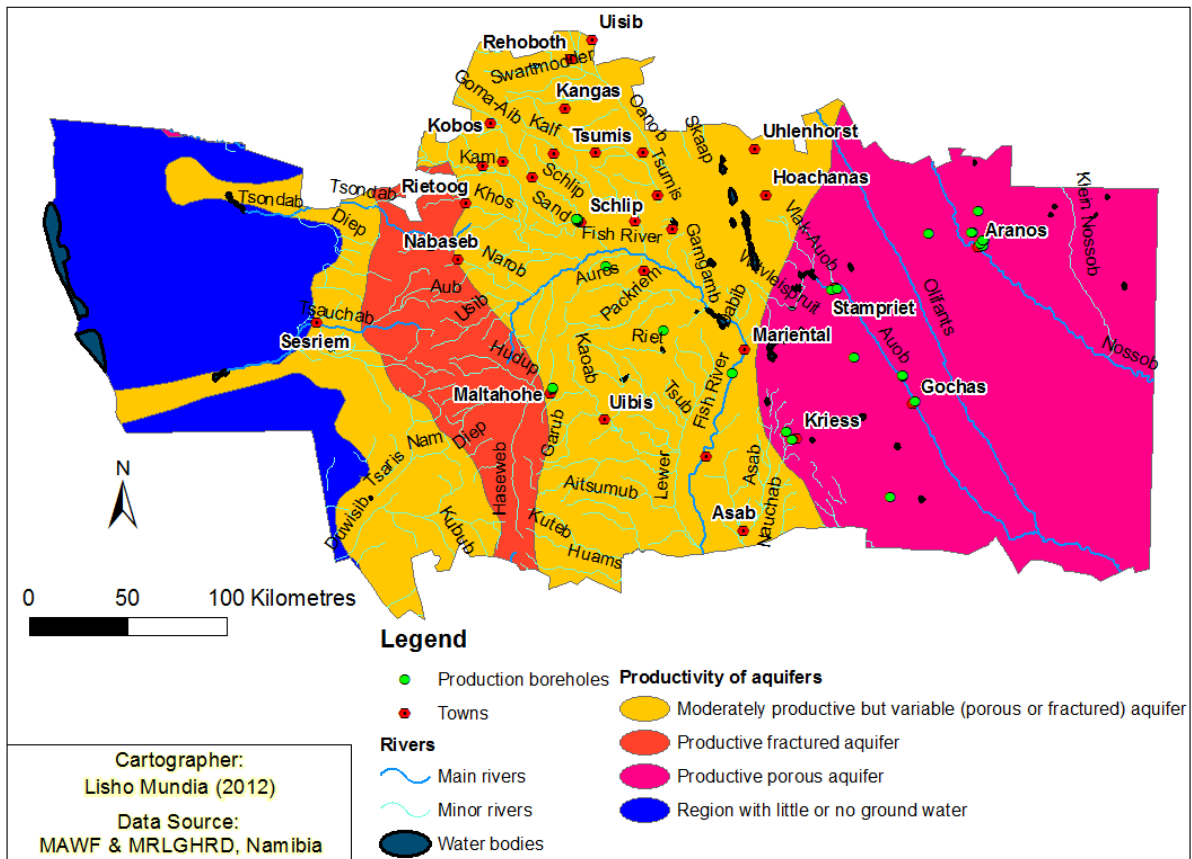 Uisib
Rehoboth
Swartmodder
Goma-Aib
Kangas
Oanob
Skaap
Kobos
Kalf
Tsumis
Uhlenhorst
Kam
Tsumis
Schlip
Hoachanas
Klein Nossob
Tsondab
Tsondab
Rietoog
Khos
Sand
Schlip
Vlak-Auob
Aranos
Diep
Fish River
Nabaseb
Narob
Gamgamb
Witvleispruit
Olifants
Aub
Auros
Packriem
Usib
Stampriet
Tsauchab
Riet
Mariental
Auob
Nossob
Sesriem
Hudup
Kaoab
Gochas
Maltahohe
Tsub
Fish River
Uibis
Kriess
Nam
Diep
Garub
Tsaris
Haseweb
Lewer
Asab
Aitsumub
Duwisib
Kubub
Kuteb
Asab
Nauchab
Huams
N
0 50 100 Kilometres
Legend
Production boreholes
Towns
Rivers
Main rivers
Minor rivers
Water bodies
Productivity of aquifers
Moderately productive but variable (porous or fractured) aquifer
Productive fractured aquifer
Productive porous aquifer
Region with little or no ground water
Cartographer:
Lisho Mundia (2012)
Data Source:
MAWF & MRLGHRD, Namibia